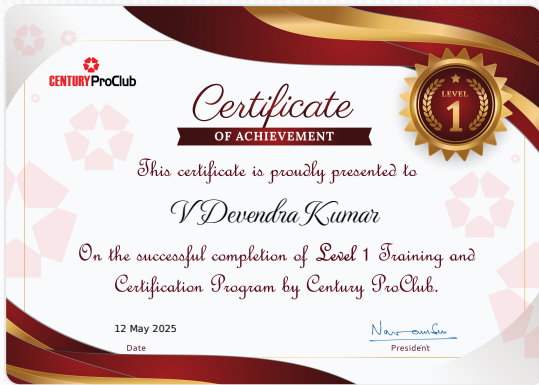 CENTURY ProClub
Certificate
OF ACHIEVEMENT
LEVEL
1
This certificate is proudly presented to
V Devendra Kumar
On the successful completion of Level 1 Training and
Certification Program by Century ProClub.
12 May 2025
Date
President